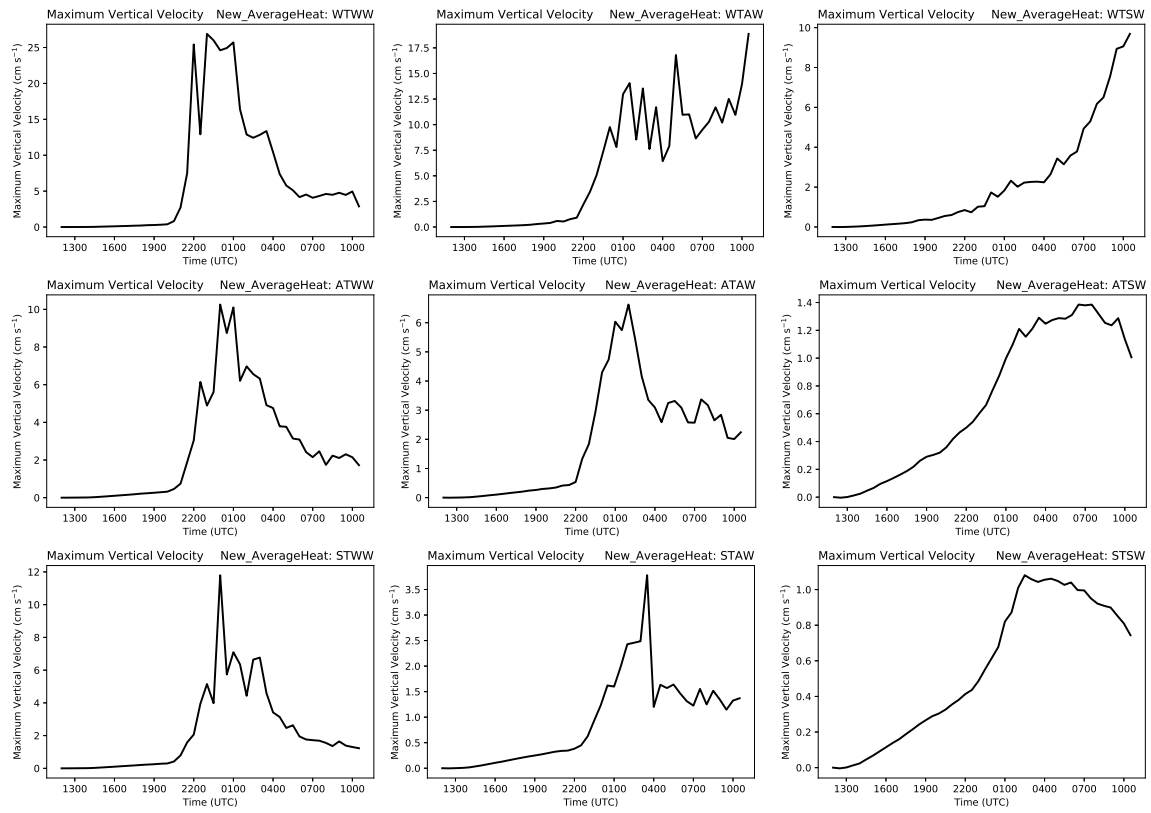 Maximum Vertical Velocity New_AverageHeat: WTWW
Maximum Vertical Velocity (cm s⁻¹)
25
20
15
10
5
0
1300 1600 1900 2200 0100 0400 0700 1000
Time (UTC)
Maximum Vertical Velocity New_AverageHeat: WTAW
Maximum Vertical Velocity (cm s⁻¹)
17.5
15.0
12.5
10.0
7.5
5.0
2.5
0.0
1300 1600 1900 2200 0100 0400 0700 1000
Time (UTC)
Maximum Vertical Velocity New_AverageHeat: WTSW
Maximum Vertical Velocity (cm s⁻¹)
10
8
6
4
2
0
1300 1600 1900 2200 0100 0400 0700 1000
Time (UTC)
Maximum Vertical Velocity New_AverageHeat: ATWW
Maximum Vertical Velocity (cm s⁻¹)
10
8
6
4
2
0
1300 1600 1900 2200 0100 0400 0700 1000
Time (UTC)
Maximum Vertical Velocity New_AverageHeat: ATAW
Maximum Vertical Velocity (cm s⁻¹)
6
5
4
3
2
1
0
1300 1600 1900 2200 0100 0400 0700 1000
Time (UTC)
Maximum Vertical Velocity New_AverageHeat: ATSW
Maximum Vertical Velocity (cm s⁻¹)
1.4
1.2
1.0
0.8
0.6
0.4
0.2
0.0
1300 1600 1900 2200 0100 0400 0700 1000
Time (UTC)
Maximum Vertical Velocity New_AverageHeat: STWW
Maximum Vertical Velocity (cm s⁻¹)
12
10
8
6
4
2
0
1300 1600 1900 2200 0100 0400 0700 1000
Time (UTC)
Maximum Vertical Velocity New_AverageHeat: STAW
Maximum Vertical Velocity (cm s⁻¹)
3.5
3.0
2.5
2.0
1.5
1.0
0.5
0.0
1300 1600 1900 2200 0100 0400 0700 1000
Time (UTC)
Maximum Vertical Velocity New_AverageHeat: STSW
Maximum Vertical Velocity (cm s⁻¹)
1.0
0.8
0.6
0.4
0.2
0.0
1300 1600 1900 2200 0100 0400 0700 1000
Time (UTC)